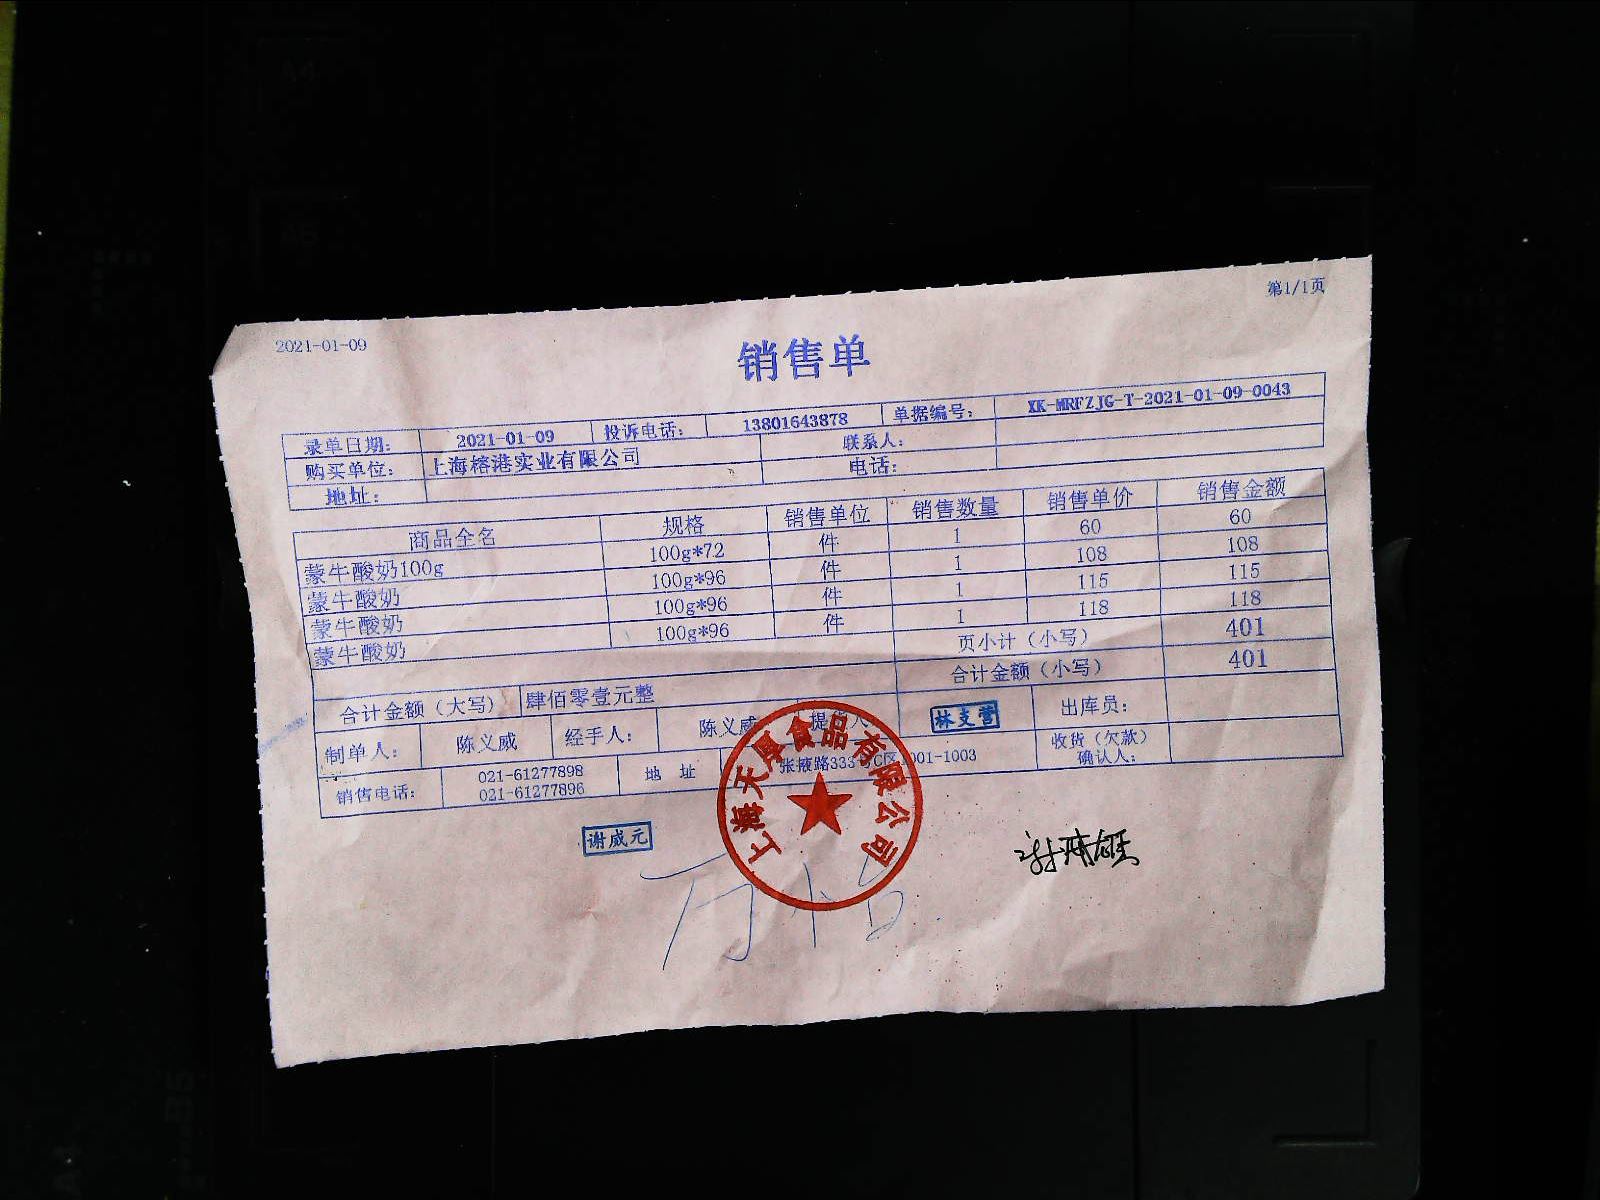 第1/1页
2021-01-09
销售单
录单日期： 2021-01-09 投诉电话： 13801643878 单据编号： XK-MRFZJG-T-2021-01-09-0043
购买单位： 上海榕港实业有限公司 联系人：
地址： 电话：
商品全名 规格 销售单位 销售数量 销售单价 销售金额
蒙牛酸奶100g 100g*72 件 1 60 60
蒙牛酸奶 100g*96 件 1 108 108
蒙牛酸奶 100g*96 件 1 115 115
蒙牛酸奶 100g*96 件 1 118 118
页小计（小写） 401
合计金额（大写） 肆佰零壹元整 合计金额（小写） 401
制单人： 陈义威 经手人： 陈义威 提货人 林支营 出库员：
销售电话： 021-61277898 地 址 张掖路333号C区1001-1003 收货（欠款）
021-61277896 确认人：
上海天厚食品有限公司
谢威元